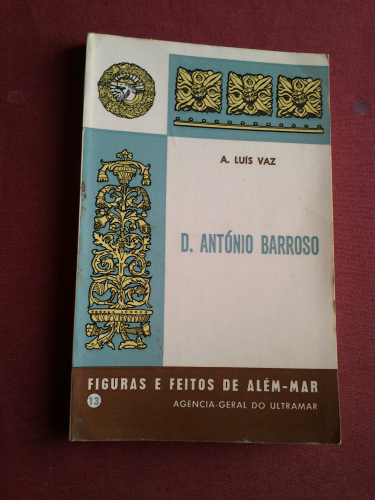 A. LUÍS VAZ
D. ANTÓNIO BARROSO
FIGURAS E FEITOS DE ALÉM-MAR
13
AGÊNCIA-GERAL DO ULTRAMAR